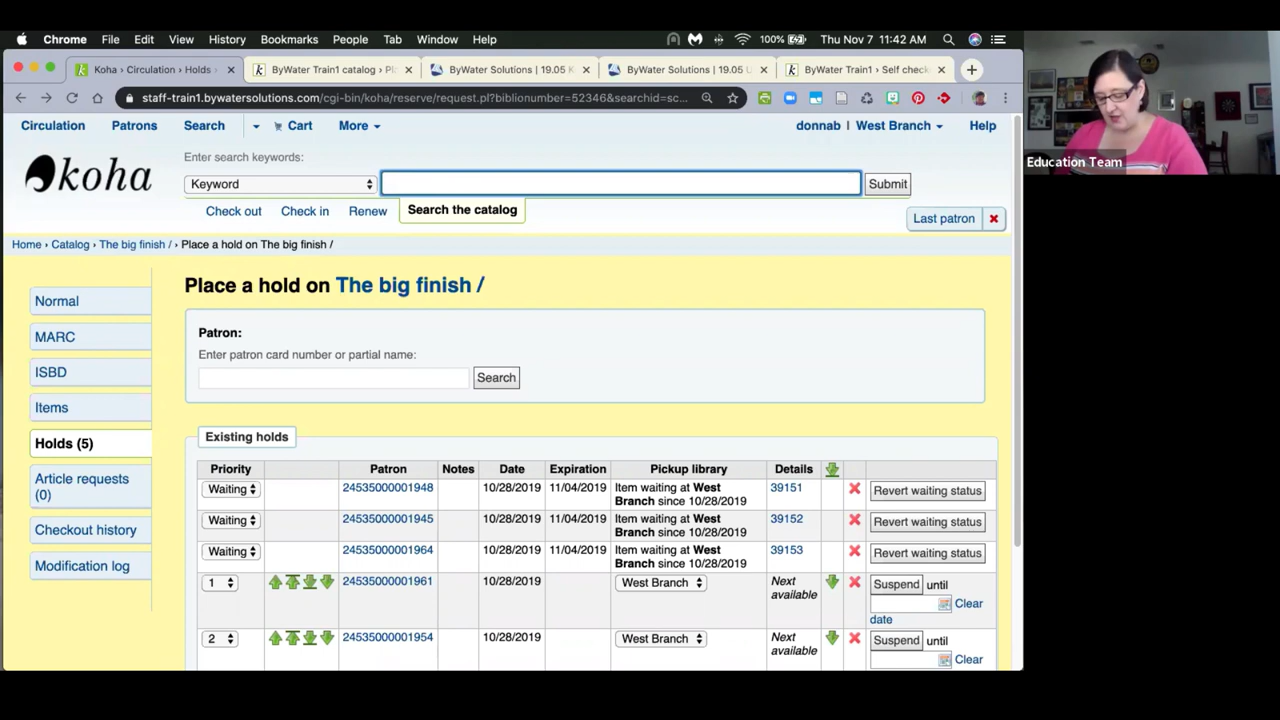 Chrome File Edit View History Bookmarks People Tab Window Help 100% Thu Nov 7 11:42 AM
Koha › Circulation › Holds ByWater Train1 catalog › Pl ByWater Solutions | 19.05 K ByWater Solutions | 19.05 U ByWater Train1 › Self check
staff-train1.bywatersolutions.com/cgi-bin/koha/reserve/request.pl?biblionumber=52346&searchid=sc...
Circulation Patrons Search Cart More donnab | West Branch Help
Enter search keywords:
koha Keyword Submit
Check out Check in Renew Search the catalog
Last patron
Home › Catalog › The big finish / › Place a hold on The big finish /
Education Team
Normal
MARC
ISBD
Items
Holds (5)
Article requests
(0)
Checkout history
Modification log
Place a hold on The big finish /
Patron:
Enter patron card number or partial name:
Search
Existing holds
Priority Patron Notes Date Expiration Pickup library Details
Waiting 24535000001948 10/28/2019 11/04/2019 Item waiting at West 39151 Revert waiting status
Branch since 10/28/2019
Waiting 24535000001945 10/28/2019 11/04/2019 Item waiting at West 39152 Revert waiting status
Branch since 10/28/2019
Waiting 24535000001964 10/28/2019 11/04/2019 Item waiting at West 39153 Revert waiting status
Branch since 10/28/2019
1 24535000001961 10/28/2019 West Branch Next Suspend until
available Clear
date
2 24535000001954 10/28/2019 West Branch Next Suspend until
available Clear